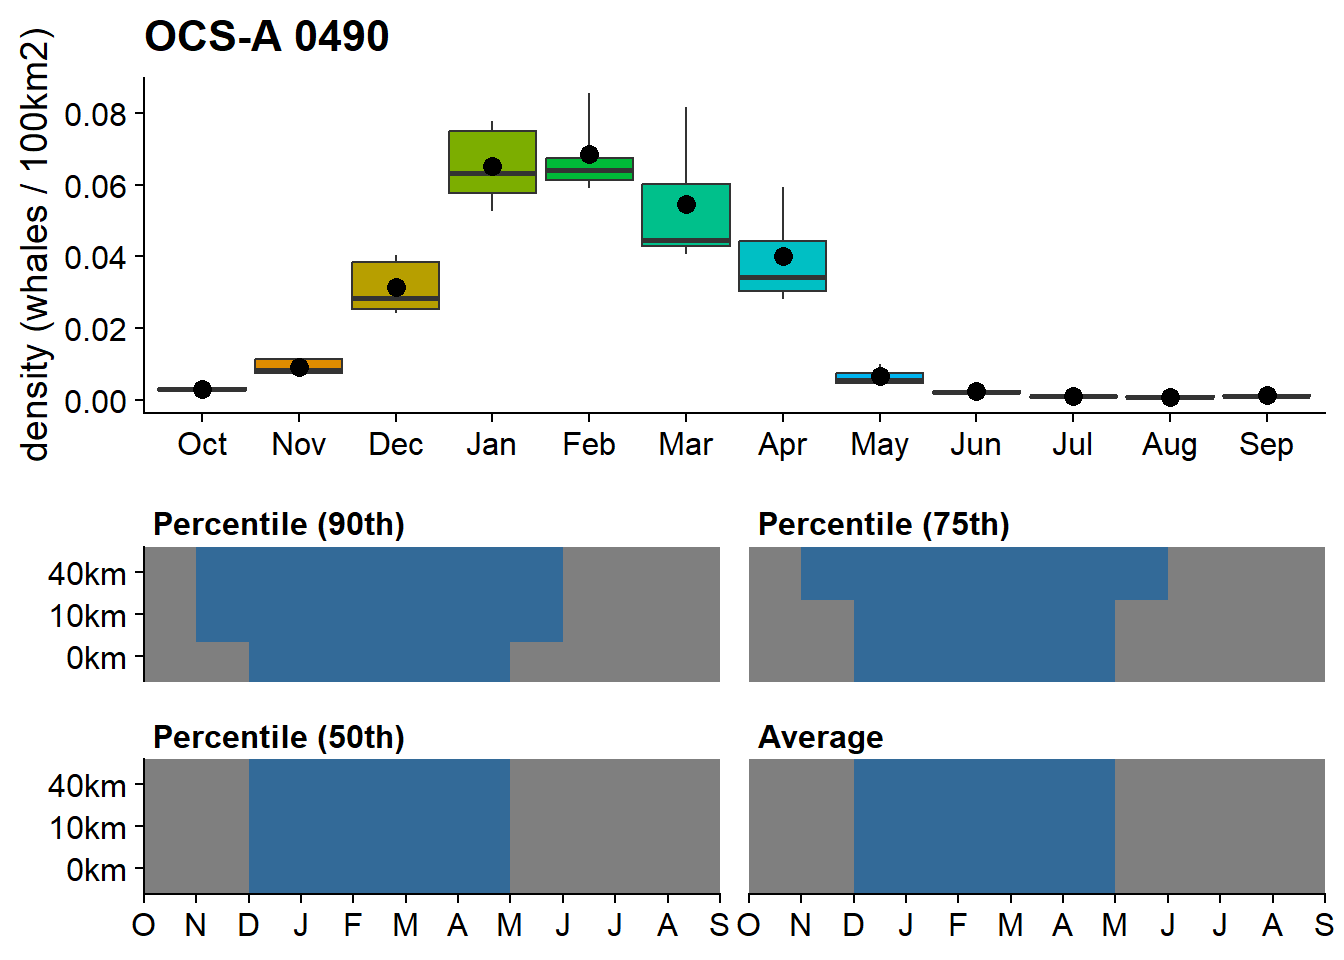 OCS-A 0490
density (whales / 100km2)
0.08
0.06
0.04
0.02
0.00
Oct Nov Dec Jan Feb Mar Apr May Jun Jul Aug Sep
Percentile (90th) Percentile (75th)
40km
10km
0km
Percentile (50th) Average
40km
10km
0km
O N D J F M A M J J A S O N D J F M A M J J A S